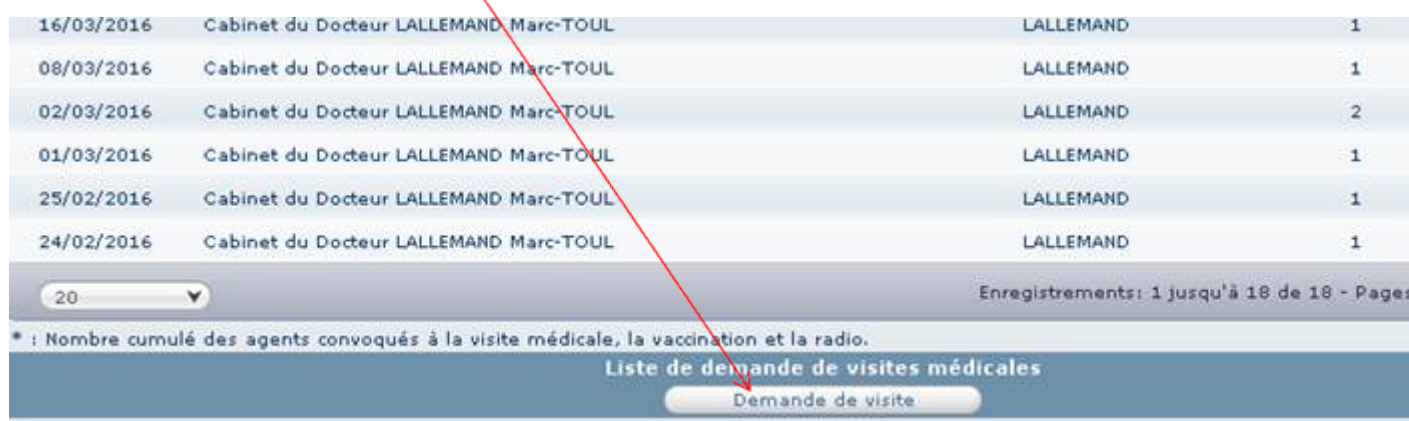 16/03/2016 Cabinet du Docteur LALLEMAND Marc-TOUL LALLEMAND 1
08/03/2016 Cabinet du Docteur LALLEMAND Marc-TOUL LALLEMAND 1
02/03/2016 Cabinet du Docteur LALLEMAND Marc-TOUL LALLEMAND 2
01/03/2016 Cabinet du Docteur LALLEMAND Marc-TOUL LALLEMAND 1
25/02/2016 Cabinet du Docteur LALLEMAND Marc-TOUL LALLEMAND 1
24/02/2016 Cabinet du Docteur LALLEMAND Marc-TOUL LALLEMAND 1
20 Enregistrements: 1 jusqu'à 18 de 18 - Pages
* : Nombre cumulé des agents convoqués à la visite médicale, la vaccination et la radio.
Liste de demande de visites médicales
Demande de visite